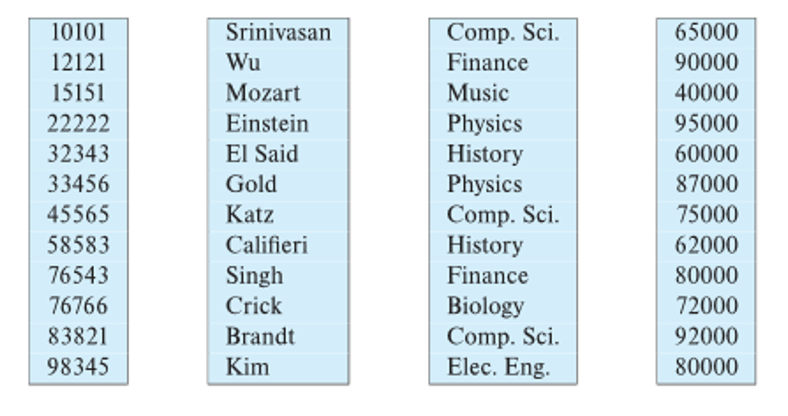 10101 Srinivasan Comp. Sci. 65000
12121 Wu Finance 90000
15151 Mozart Music 40000
22222 Einstein Physics 95000
32343 El Said History 60000
33456 Gold Physics 87000
45565 Katz Comp. Sci. 75000
58583 Califieri History 62000
76543 Singh Finance 80000
76766 Crick Biology 72000
83821 Brandt Comp. Sci. 92000
98345 Kim Elec. Eng. 80000